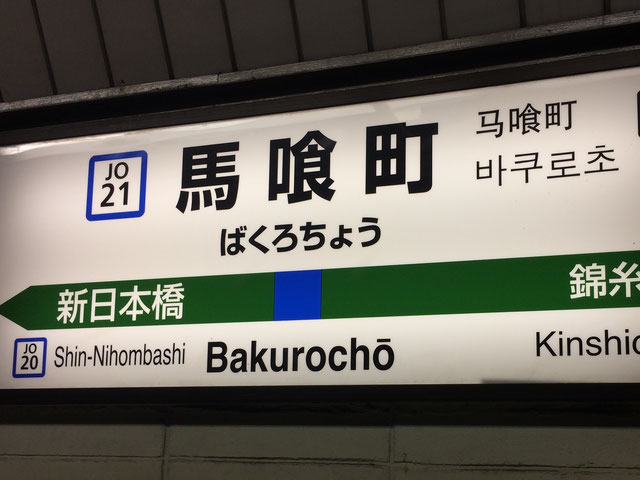 JO
21
馬喰町
马喰町
바쿠로초
ばくろちょう
新日本橋
錦糸
JO
20
Shin-Nihombashi
Bakurochō
Kinshic